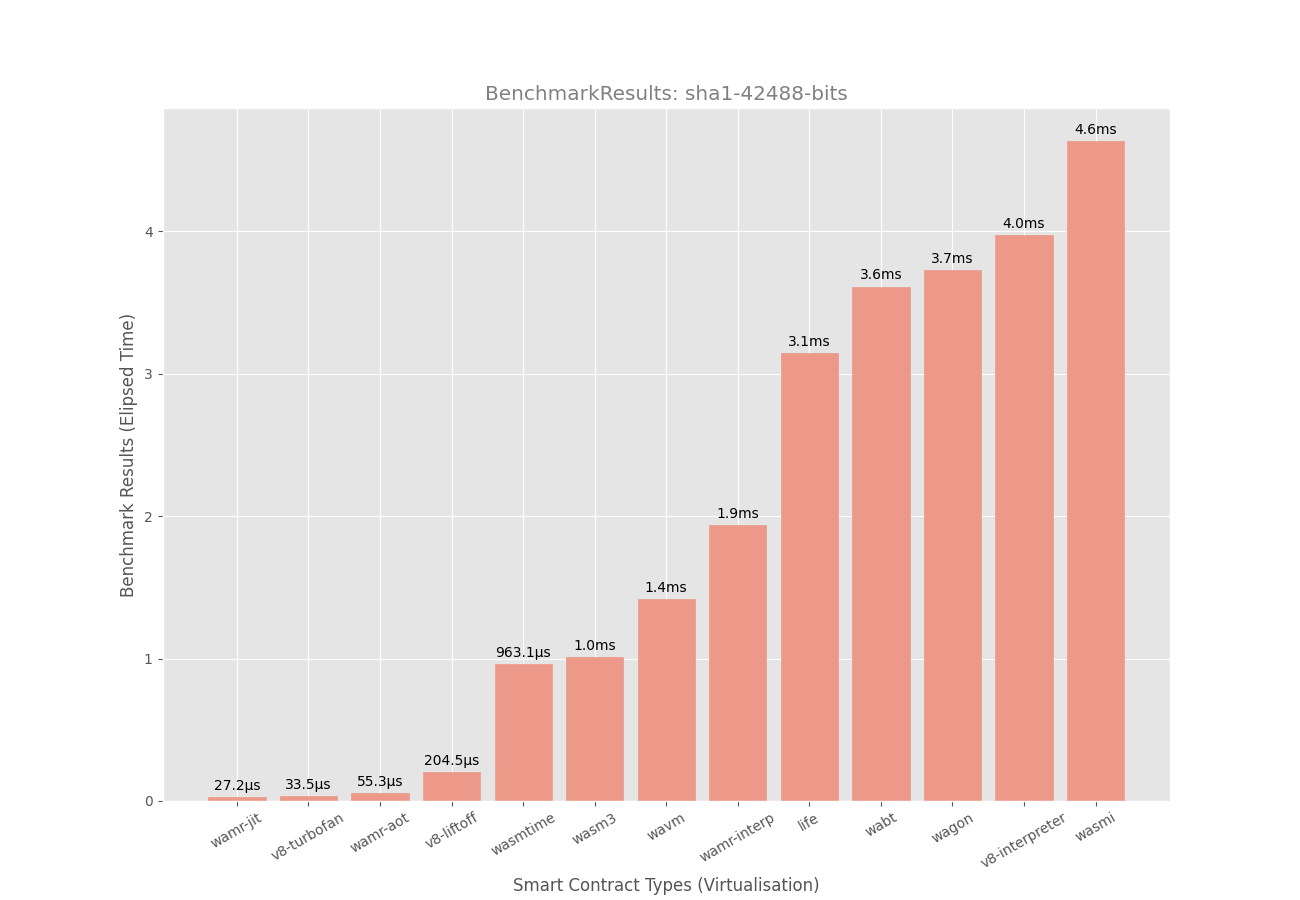 BenchmarkResults: sha1-42488-bits
Benchmark Results (Elipsed Time)
4
3
2
1
0
27.2µs
33.5µs
55.3µs
204.5µs
963.1µs
1.0ms
1.4ms
1.9ms
3.1ms
3.6ms
3.7ms
4.0ms
4.6ms
wamr-jit
v8-turbofan
wamr-aot
v8-liftoff
wasmtime
wasm3
wavm
wamr-interp
life
wabt
wagon
v8-interpreter
wasmi
Smart Contract Types (Virtualisation)